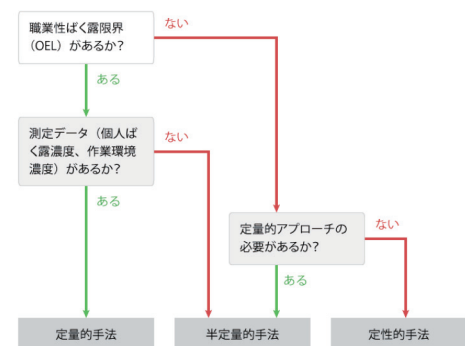 職業性ばく露限界
（OEL）があるか？
ない
ある
測定データ（個人ば
く露濃度、作業環境
濃度）があるか？
ない
ある
定量的アプローチの
必要があるか？
ない
ある
定量的手法
半定量的手法
定性的手法